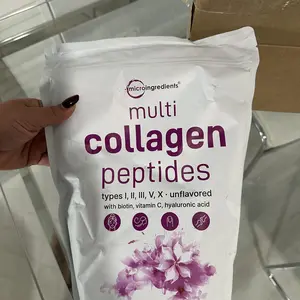 microingredients®
multi
collagen
peptides
types I, II, III, V, X · unflavored
with biotin, vitamin C, hyaluronic acid